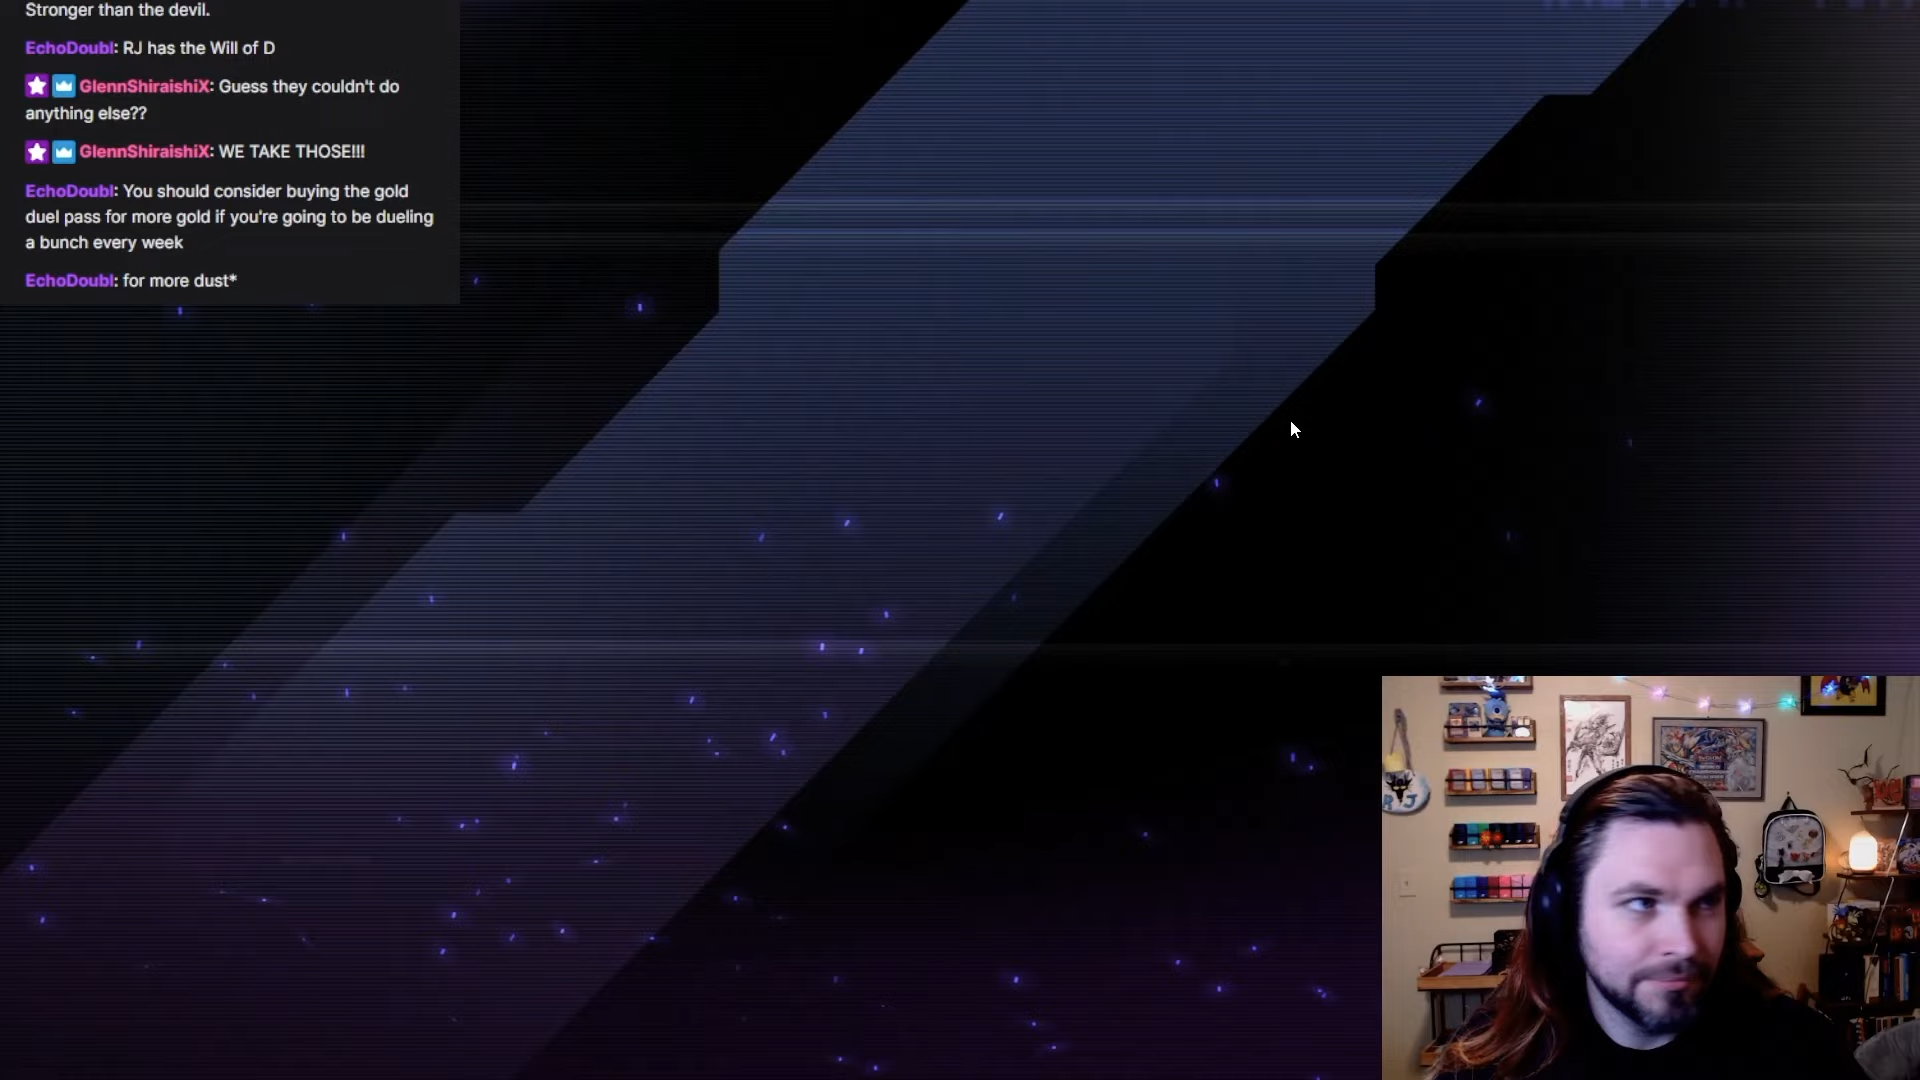 Stronger than the devil.
EchoDoubl: RJ has the Will of D
GlennShiraishiX: Guess they couldn't do
anything else??
GlennShiraishiX: WE TAKE THOSE!!!
EchoDoubl: You should consider buying the gold
duel pass for more gold if you're going to be dueling
a bunch every week
EchoDoubl: for more dust*
RJ